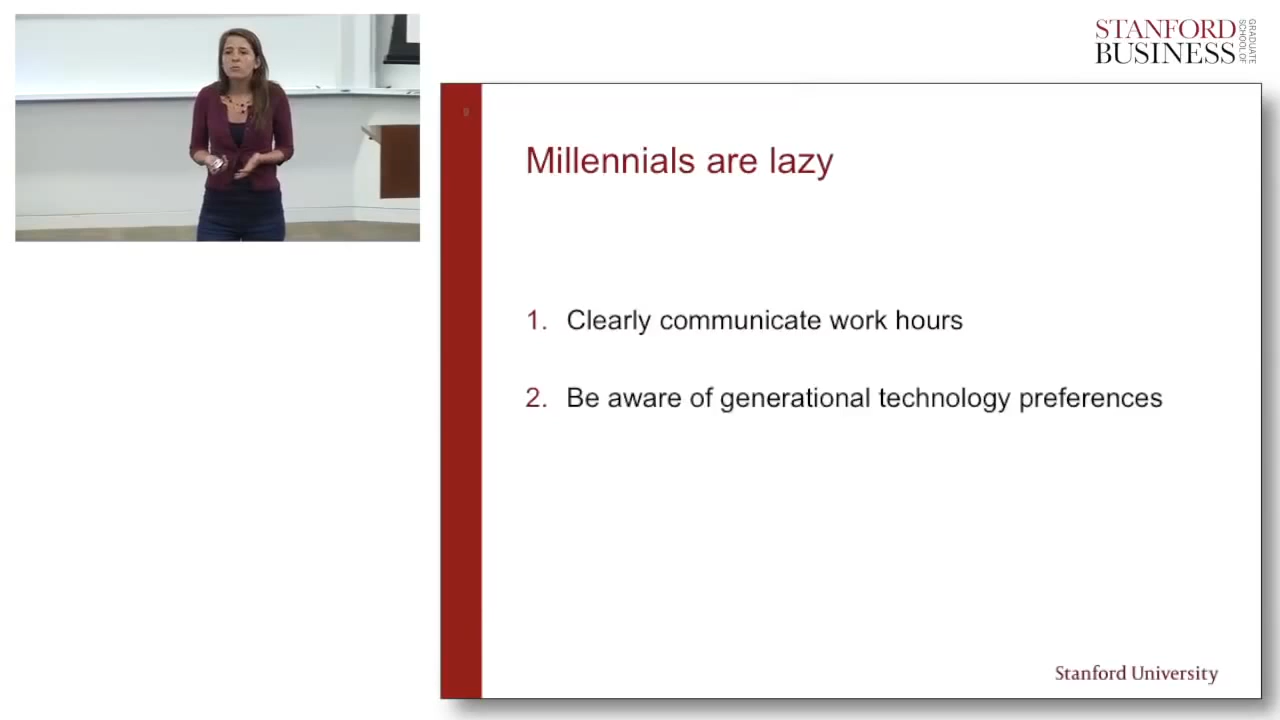 STANFORD
BUSINESS
GRADUATE
SCHOOL OF
9
Millennials are lazy
1. Clearly communicate work hours
2. Be aware of generational technology preferences
Stanford University